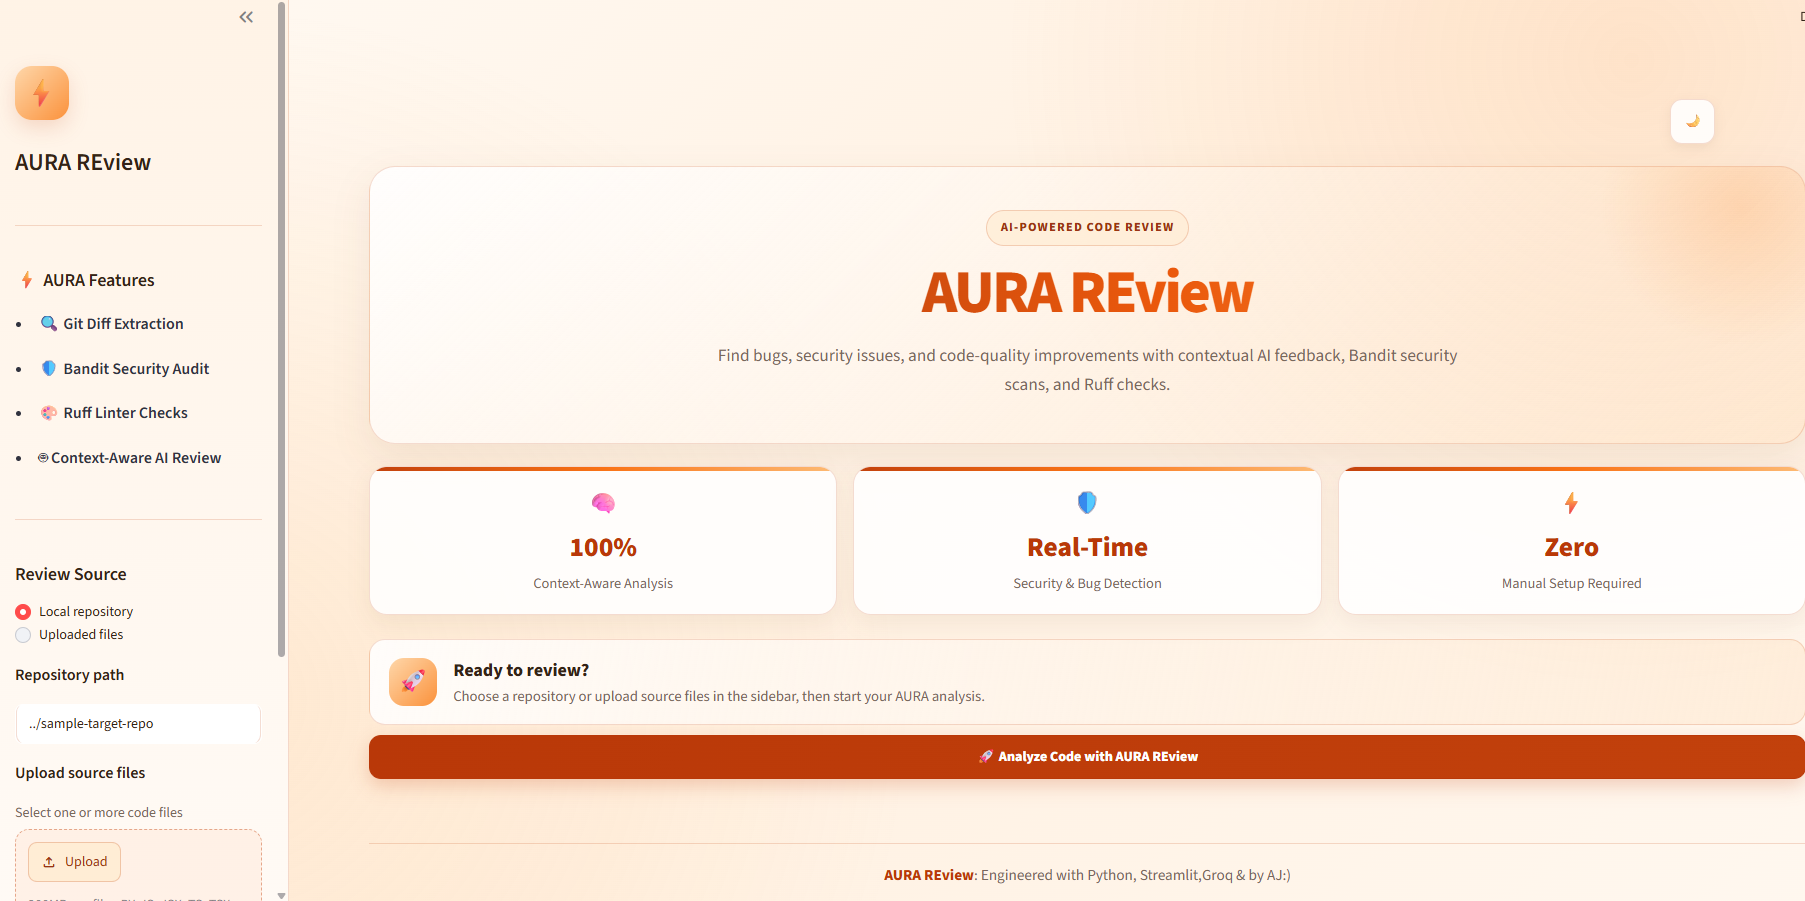 AURA REview
AURA Features
Git Diff Extraction
Bandit Security Audit
Ruff Linter Checks
Context-Aware AI Review
Review Source
Local repository
Uploaded files
Repository path
../sample-target-repo
Upload source files
Select one or more code files
Upload
AI-POWERED CODE REVIEW
AURA REview
Find bugs, security issues, and code-quality improvements with contextual AI feedback, Bandit security
scans, and Ruff checks.
100%
Context-Aware Analysis
Real-Time
Security & Bug Detection
Zero
Manual Setup Required
Ready to review?
Choose a repository or upload source files in the sidebar, then start your AURA analysis.
Analyze Code with AURA REview
AURA REview: Engineered with Python, Streamlit,Groq & by AJ:)